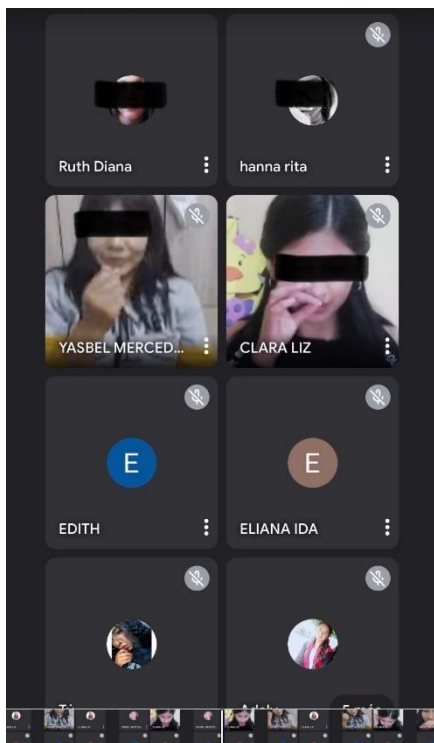 Ruth Diana
hanna rita
YASBEL MERCED...
CLARA LIZ
E
E
EDITH
ELIANA IDA